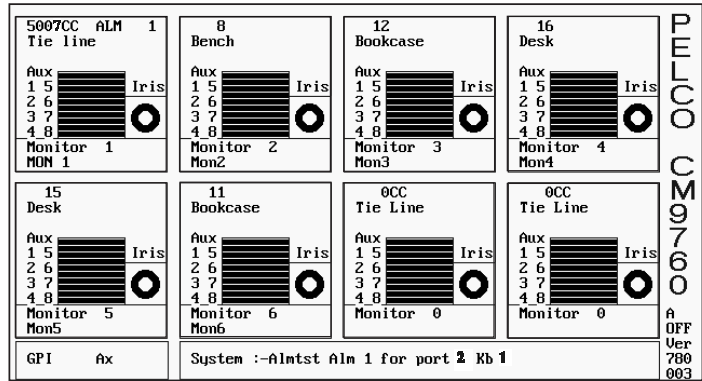 5007CC ALM 1
Tie line
Aux
1 5 Iris
2 6
3 7
4 8
Monitor 1
MON 1
8
Bench
Aux
1 5 Iris
2 6
3 7
4 8
Monitor 2
Mon2
12
Bookcase
Aux
1 5 Iris
2 6
3 7
4 8
Monitor 3
Mon3
16
Desk
Aux
1 5 Iris
2 6
3 7
4 8
Monitor 4
Mon4
15
Desk
Aux
1 5 Iris
2 6
3 7
4 8
Monitor 5
Mon5
11
Bookcase
Aux
1 5 Iris
2 6
3 7
4 8
Monitor 6
Mon6
0CC
Tie Line
Aux
1 5 Iris
2 6
3 7
4 8
Monitor 0
0CC
Tie Line
Aux
1 5 Iris
2 6
3 7
4 8
Monitor 0
GPI Ax
System :-Almtst Alm 1 for port 2 Kb 1
PELCO CM9760
A
OFF
Ver
780
003